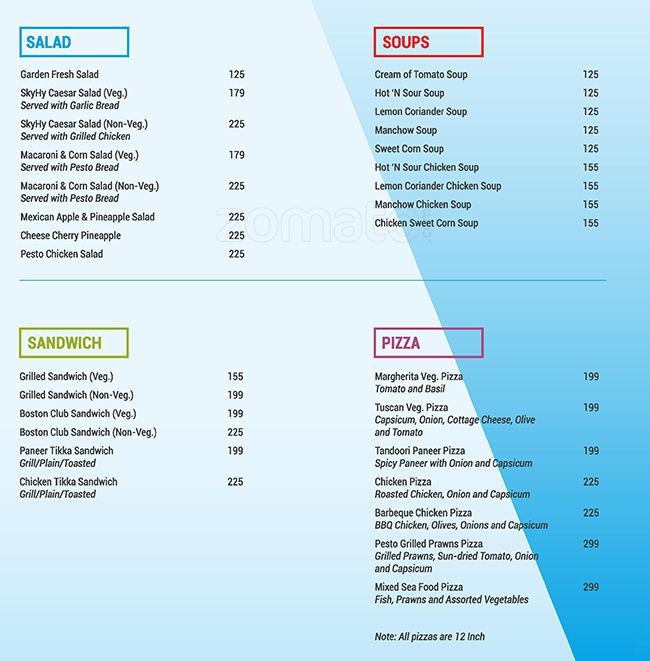 SALAD
Garden Fresh Salad 125
SkyHy Caesar Salad (Veg.) 179
Served with Garlic Bread
SkyHy Caesar Salad (Non-Veg.) 225
Served with Grilled Chicken
Macaroni & Corn Salad (Veg.) 179
Served with Pesto Bread
Macaroni & Corn Salad (Non-Veg.) 225
Served with Pesto Bread
Mexican Apple & Pineapple Salad 225
Cheese Cherry Pineapple 225
Pesto Chicken Salad 225
SOUPS
Cream of Tomato Soup 125
Hot ‘N Sour Soup 125
Lemon Coriander Soup 125
Manchow Soup 125
Sweet Corn Soup 125
Hot ‘N Sour Chicken Soup 155
Lemon Coriander Chicken Soup 155
Manchow Chicken Soup 155
Chicken Sweet Corn Soup 155
zomato
SANDWICH
Grilled Sandwich (Veg.) 155
Grilled Sandwich (Non-Veg.) 199
Boston Club Sandwich (Veg.) 199
Boston Club Sandwich (Non-Veg.) 225
Paneer Tikka Sandwich 199
Grill/Plain/Toasted
Chicken Tikka Sandwich 225
Grill/Plain/Toasted
PIZZA
Margherita Veg. Pizza 199
Tomato and Basil
Tuscan Veg. Pizza 199
Capsicum, Onion, Cottage Cheese, Olive
and Tomato
Tandoori Paneer Pizza 199
Spicy Paneer with Onion and Capsicum
Chicken Pizza 225
Roasted Chicken, Onion and Capsicum
Barbeque Chicken Pizza 225
BBQ Chicken, Olives, Onions and Capsicum
Pesto Grilled Prawns Pizza 299
Grilled Prawns, Sun-dried Tomato, Onion
and Capsicum
Mixed Sea Food Pizza 299
Fish, Prawns and Assorted Vegetables
Note: All pizzas are 12 Inch